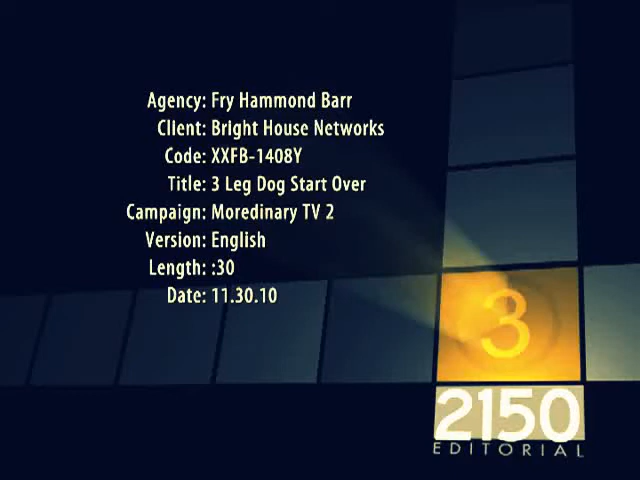 Agency: Fry Hammond Barr
Client: Bright House Networks
Code: XXFB-1408Y
Title: 3 Leg Dog Start Over
Campaign: Moredinary TV 2
Version: English
Length: :30
Date: 11.30.10
3
2150
EDITORIAL